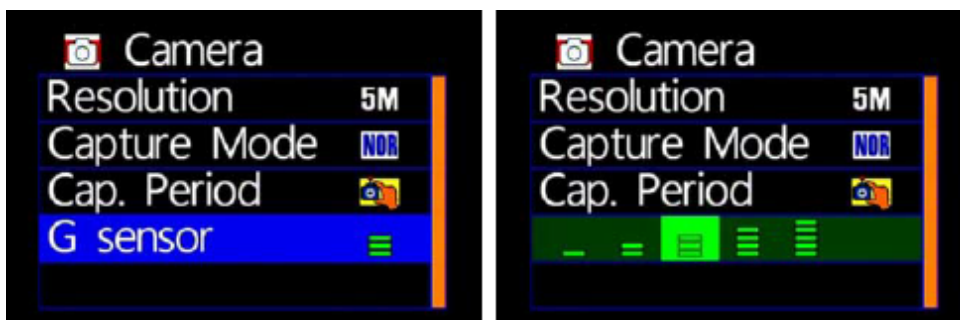 Camera
Resolution 5M
Capture Mode NOR
Cap. Period
G sensor
Camera
Resolution 5M
Capture Mode NOR
Cap. Period